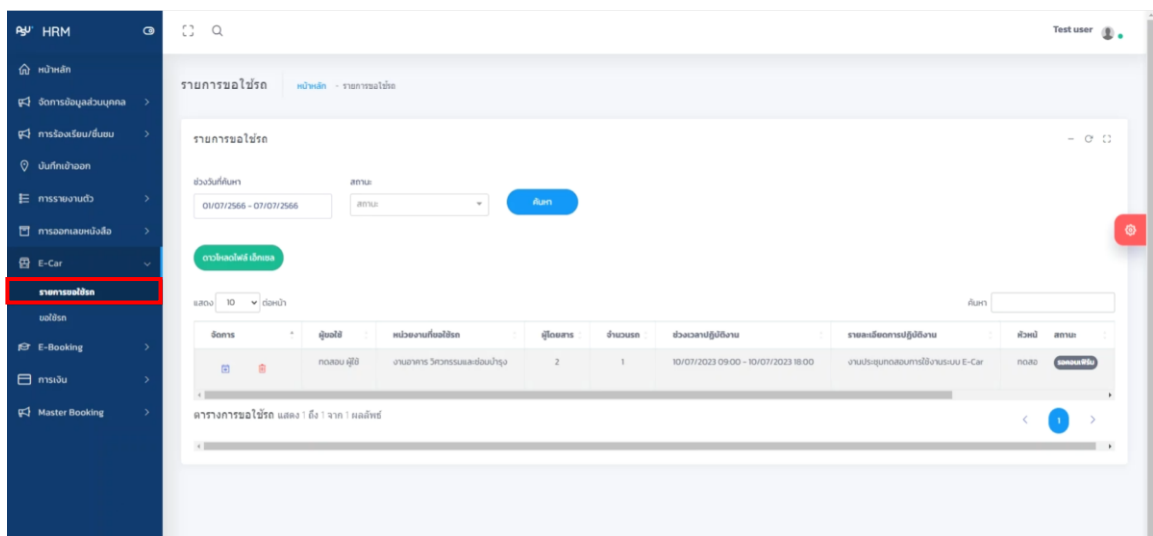 HRM
Test user
หน้าหลัก
จัดการข้อมูลส่วนบุคคล
การร้องเรียน/ชื่นชม
บันทึกเข้าออก
การรายงานตัว
การออกเลขหนังสือ
E-Car
รายการขอใช้รถ
ขอใช้รถ
E-Booking
การเงิน
Master Booking
รายการขอใช้รถ หน้าหลัก - รายการขอใช้รถ
รายการขอใช้รถ
ช่วงวันที่ค้นหา สถานะ
01/07/2566 - 07/07/2566 สถานะ ค้นหา
ดาวโหลดไฟล์ เอ็กเซล
แสดง 10 ต่อหน้า ค้นหา
จัดการ ผู้ขอใช้ หน่วยงานที่ขอใช้รถ ผู้โดยสาร จำนวนรถ ช่วงเวลาปฏิบัติงาน รายละเอียดการปฏิบัติงาน หัวหน้ สถานะ
ทดสอบ ผู้ใช้ งานอาคาร วิศวกรรมและซ่อมบำรุง 2 1 10/07/2023 09:00 - 10/07/2023 18:00 งานประชุมทดสอบการใช้งานระบบ E-Car ทดสอ รอคอนเฟิร์ม
ตารางการขอใช้รถ แสดง 1 ถึง 1 จาก 1 ผลลัพธ์
1